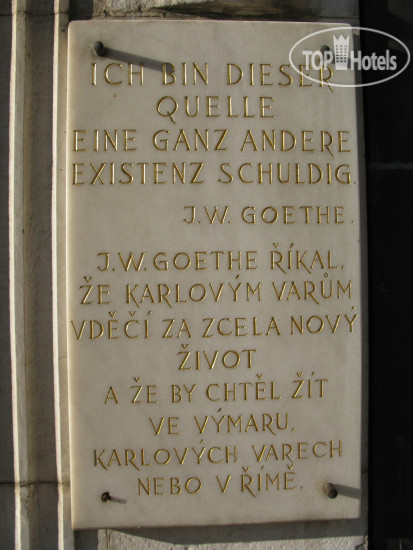 TOP Hotels
ICH BIN DIESER
QUELLE
EINE GANZ ANDERE
EXISTENZ SCHULDIG.
J.W. GOETHE.
J.W. GOETHE ŘÍKAL,
ŽE KARLOVÝM VARŮM
VDĚČÍ ZA ZCELA NOVÝ
ŽIVOT
A ŽE BY CHTĚL ŽÍT
VE VÝMARU,
KARLOVÝCH VARECH
NEBO V ŘÍMĚ.